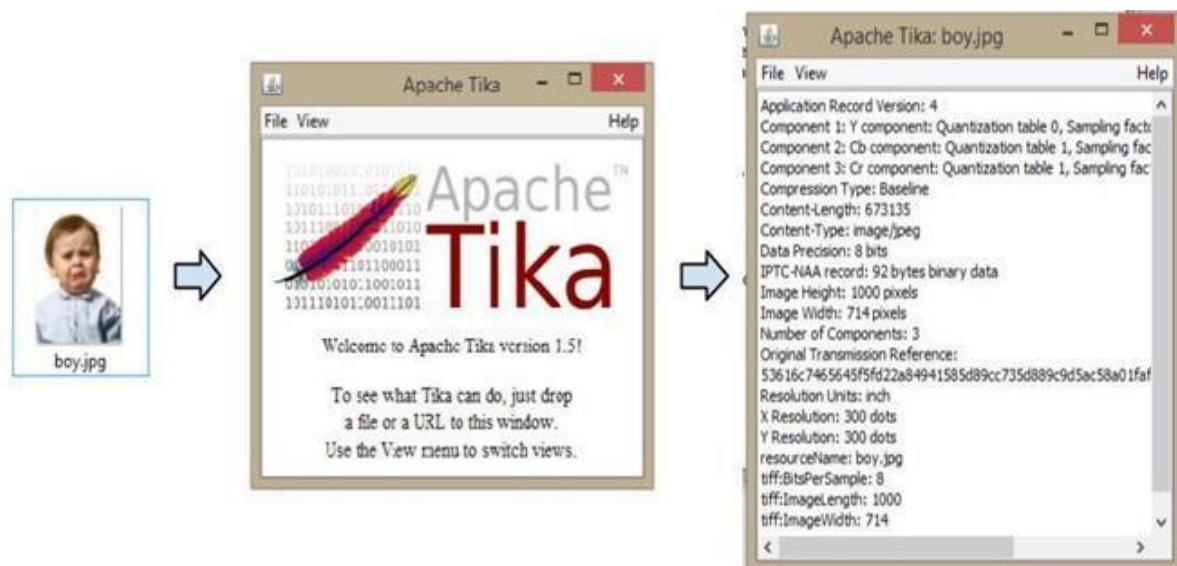 boy.jpg
Apache Tika
File View Help
Apache™
Tika
Welcome to Apache Tika version 1.5!
To see what Tika can do, just drop
a file or a URL to this window.
Use the View menu to switch views.
Apache Tika: boy.jpg
File View Help
Application Record Version: 4
Component 1: Y component: Quantization table 0, Sampling facto
Component 2: Cb component: Quantization table 1, Sampling fac
Component 3: Cr component: Quantization table 1, Sampling fac
Compression Type: Baseline
Content-Length: 673135
Content-Type: image/jpeg
Data Precision: 8 bits
IPTC-NAA record: 92 bytes binary data
Image Height: 1000 pixels
Image Width: 714 pixels
Number of Components: 3
Original Transmission Reference:
53616c7465645f5fd22a84941585d89cc735d889c9d5ac58a01faf
Resolution Units: inch
X Resolution: 300 dots
Y Resolution: 300 dots
resourceName: boy.jpg
tiff:BitsPerSample: 8
tiff:ImageLength: 1000
tiff:ImageWidth: 714